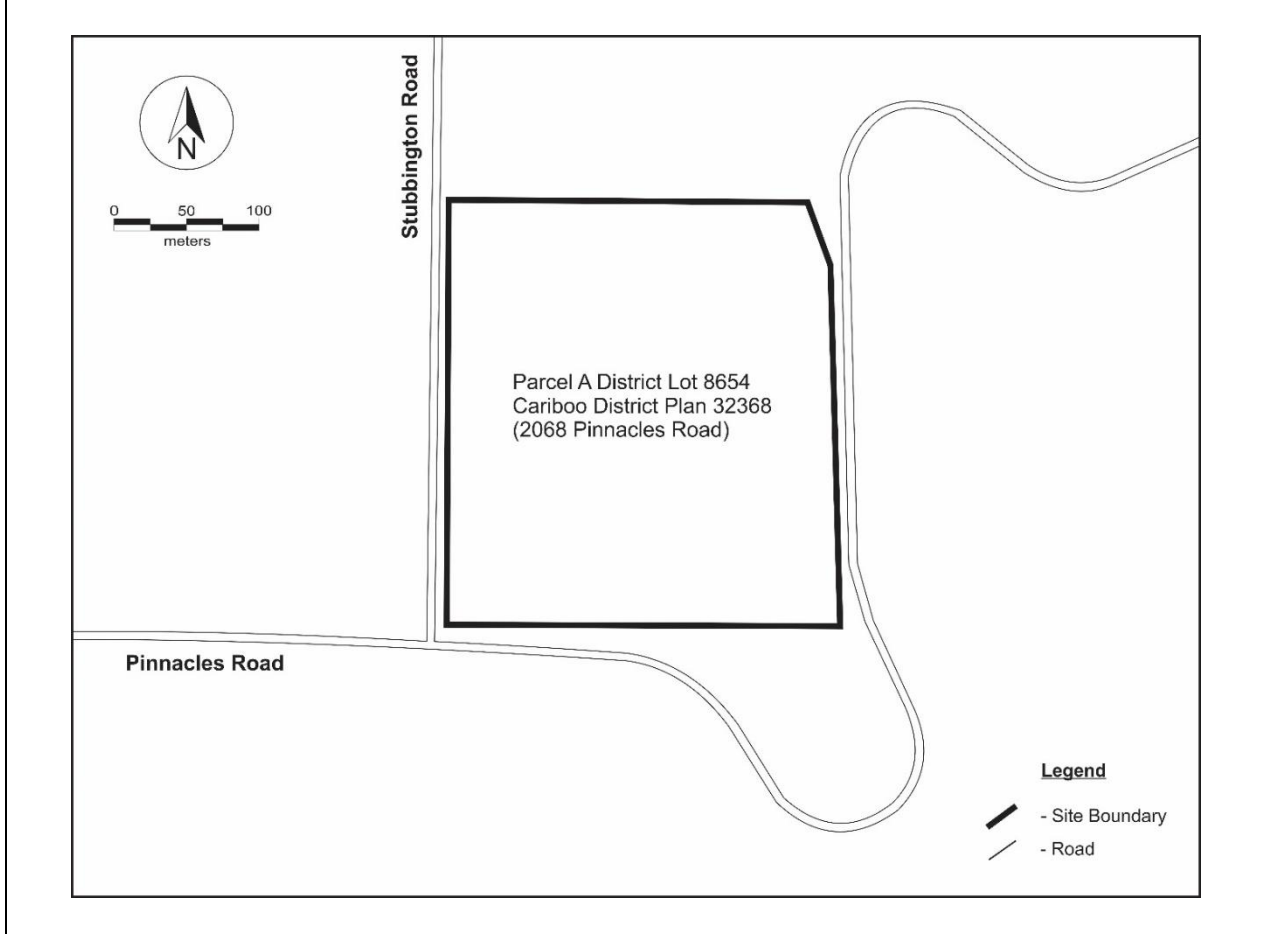 Stubbington Road
N
0 50 100
meters
Parcel A District Lot 8654
Cariboo District Plan 32368
(2068 Pinnacles Road)
Pinnacles Road
Legend
- Site Boundary
- Road